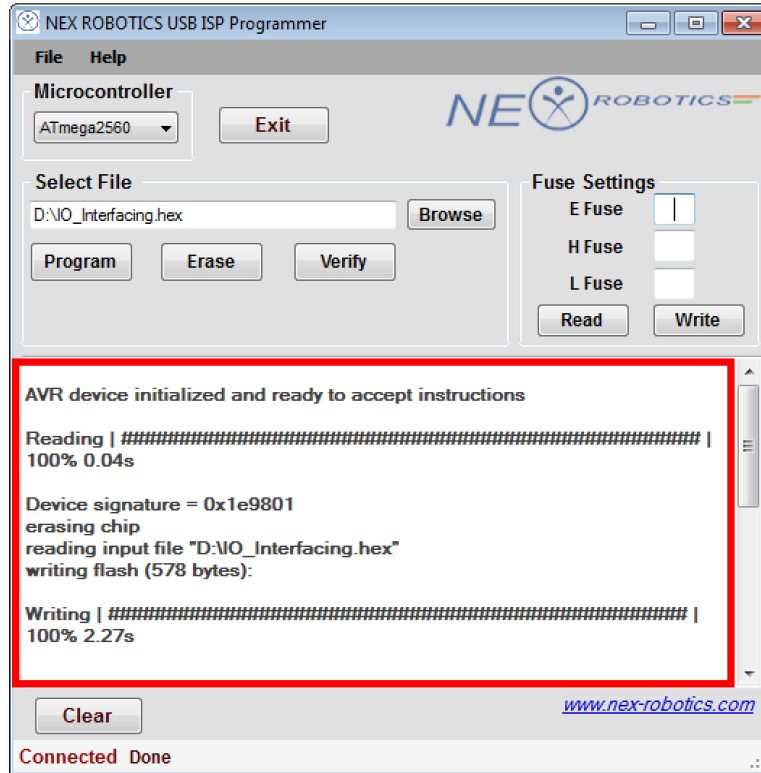 NEX ROBOTICS USB ISP Programmer
File Help
Microcontroller
ATmega2560
Exit
NEX ROBOTICS
Select File
D:\IO_Interfacing.hex
Browse
Program Erase Verify
Fuse Settings
E Fuse
H Fuse
L Fuse
Read Write
AVR device initialized and ready to accept instructions
Reading | ################################################## |
100% 0.04s
Device signature = 0x1e9801
erasing chip
reading input file "D:\IO_Interfacing.hex"
writing flash (578 bytes):
Writing | ################################################## |
100% 2.27s
Clear
www.nex-robotics.com
Connected Done